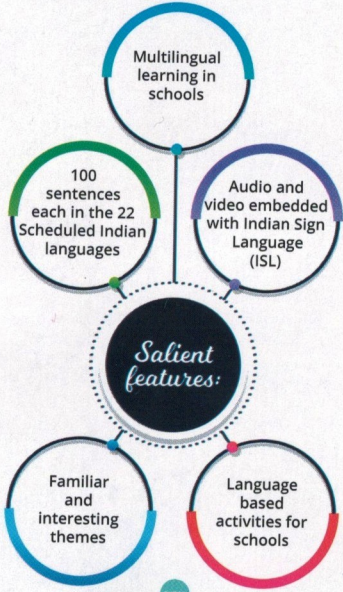 Multilingual
learning in
schools
100
sentences
each in the 22
Scheduled Indian
languages
Audio and
video embedded
with Indian Sign
Language
(ISL)
Salient
features:
Familiar
and
interesting
themes
Language
based
activities for
schools